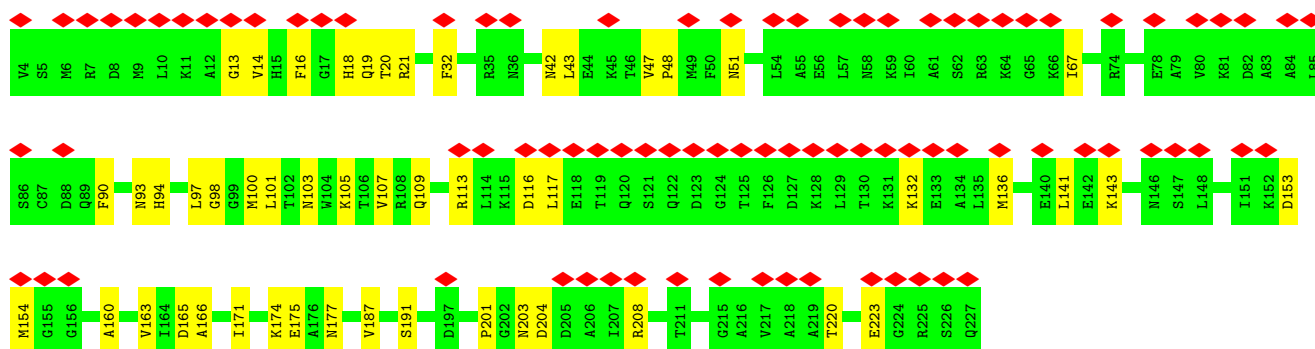 V4 S5 M6 R7 D8 M9 L10 K11 A12 G13 V14 H15 F16 G17 H18 Q19 T20 R21 F32 R35 N36 N42 L43 E44 K45 T46 V47 P48 M49 F50 N51 L54 A55 E56 L57 N58 K59 I60 A61 S62 R63 K64 G65 K66 I67 R74 E78 A79 V80 K81 D82 A83 A84 L85
S86 C87 D88 Q89 F90 N93 H94 L97 G98 G99 M100 L101 T102 N103 W104 K105 T106 V107 R108 Q109 R113 L114 K115 D116 L117 E118 T119 Q120 S121 Q122 D123 G124 T125 F126 D127 K128 L129 T130 K131 K132 E133 A134 L135 M136 E140 L141 E142 K143 N146 S147 L148 I151 K152 D153
M154 G155 G156 A160 V163 I164 D165 A166 I171 K174 E175 A176 N177 V187 S191 D197 P201 G202 N203 D204 D205 A206 I207 R208 T211 G215 A216 V217 A218 A219 T220 E223 G224 R225 S226 Q227